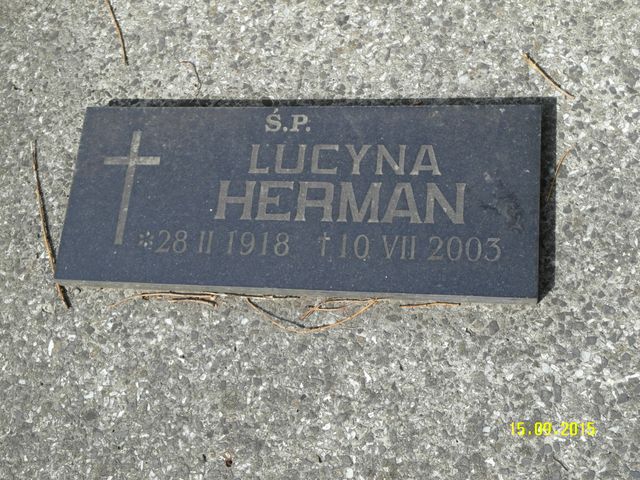 Ś.P.
LUCYNA
HERMAN
*28 II 1918 †10 VII 2003
15.09.2015